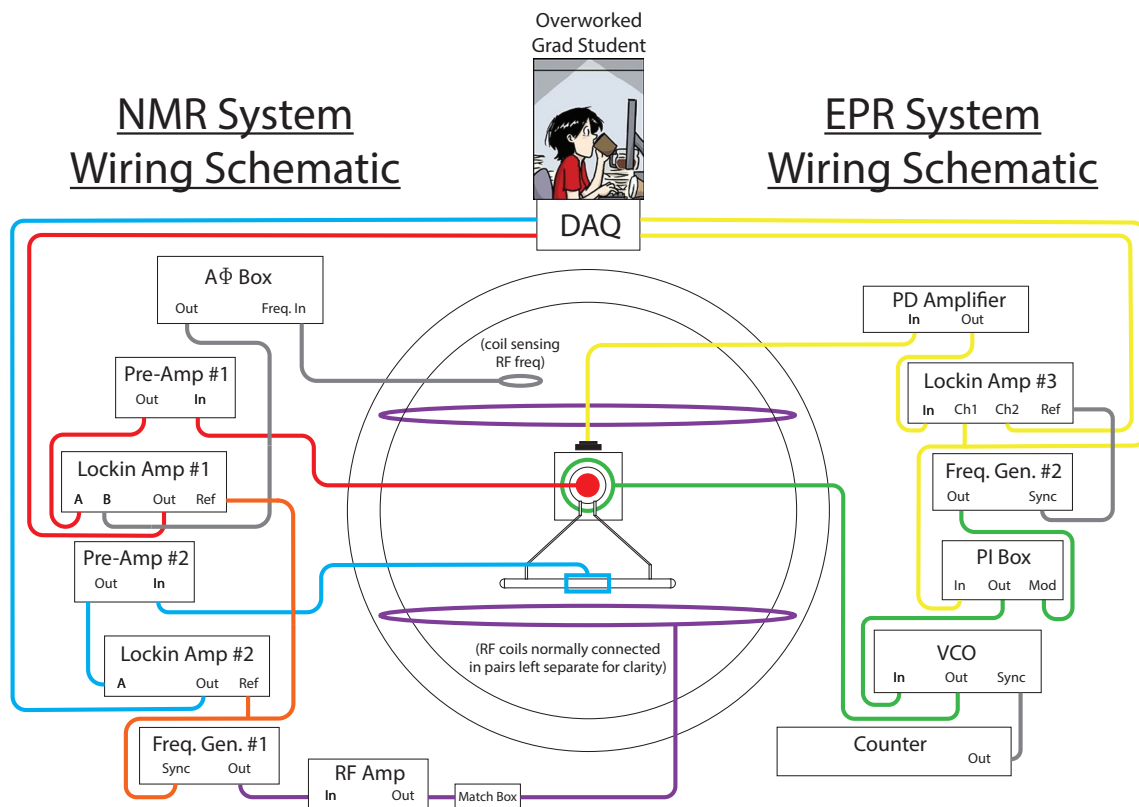 Overworked
Grad Student
NMR System
Wiring Schematic
EPR System
Wiring Schematic
DAQ
AΦ Box
Out Freq. In
(coil sensing
RF freq)
PD Amplifier
In Out
Pre-Amp #1
Out In
Lockin Amp #3
In Ch1 Ch2 Ref
Lockin Amp #1
A B Out Ref
Freq. Gen. #2
Out Sync
Pre-Amp #2
Out In
PI Box
In Out Mod
Lockin Amp #2
A Out Ref
(RF coils normally connected
in pairs left separate for clarity)
VCO
In Out Sync
Freq. Gen. #1
Sync Out
Counter
Out
RF Amp
In Out
Match Box